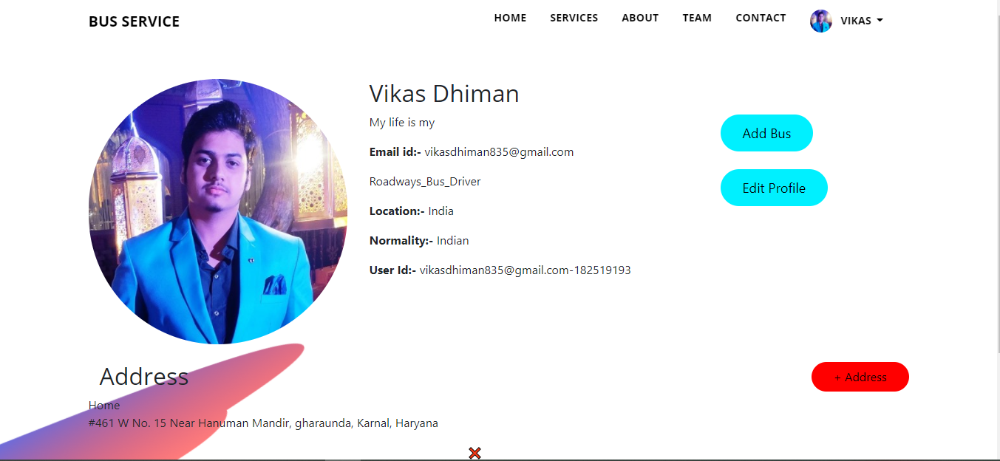 BUS SERVICE
HOME SERVICES ABOUT TEAM CONTACT VIKAS
Vikas Dhiman
My life is my
Email id:- vikasdhiman835@gmail.com
Roadways_Bus_Driver
Location:- India
Normality:- Indian
User Id:- vikasdhiman835@gmail.com-182519193
Add Bus
Edit Profile
Address
+ Address
Home
#461 W No. 15 Near Hanuman Mandir, gharaunda, Karnal, Haryana